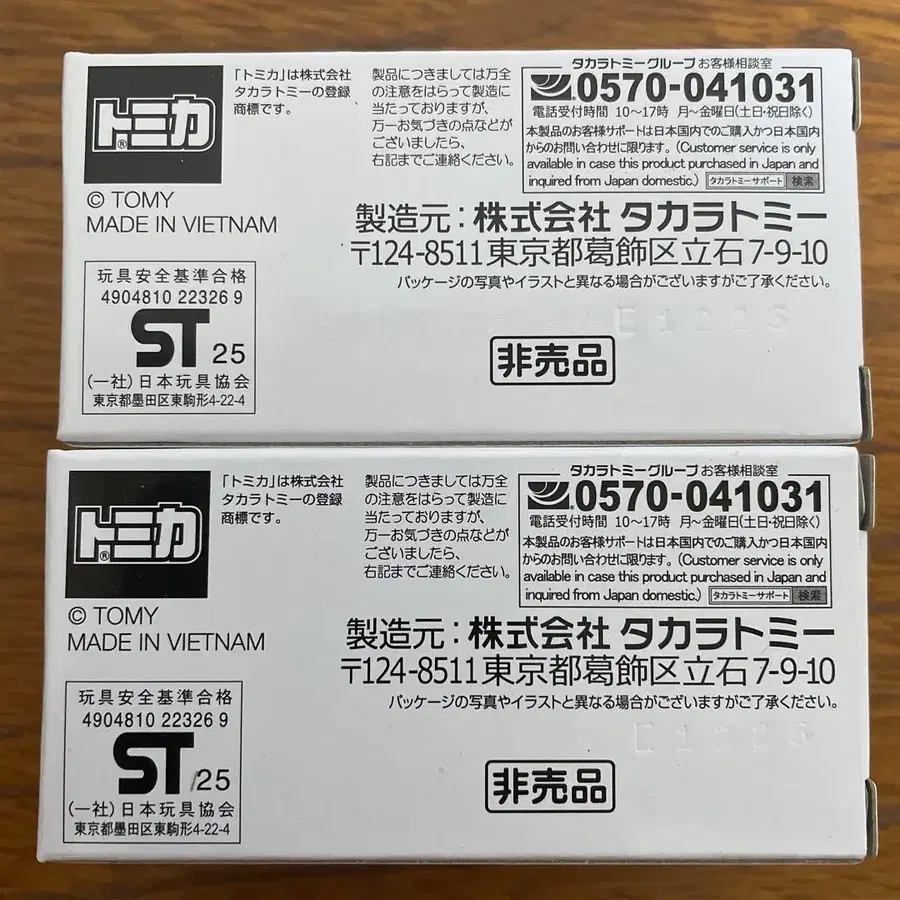 トミカ
®
© TOMY
MADE IN VIETNAM
「トミカ」は株式会社
タカラトミーの登録
商標です。
製品につきましては万全
の注意をはらって製造に
当たっておりますが、
万一お気づきの点などが
ございましたら、
右記までご連絡ください。
タカラトミーグループ お客様相談室
0570-041031
電話受付時間 10～17時 月～金曜日(土日・祝日除く)
本製品のお客様サポートは日本国内でのご購入かつ日本国内
からのお問い合わせに限ります。(Customer service is only
available in case this product purchased in Japan and
inquired from Japan domestic.) タカラトミーサポート 検索
製造元：株式会社 タカラトミー
〒124-8511 東京都葛飾区立石 7-9-10
パッケージの写真やイラストと異なる場合がございますがご了承ください。
玩具安全基準合格
4904810 22326 9
ST 25
(一社)日本玩具協会
東京都墨田区東駒形4-22-4
非売品
トミカ
®
© TOMY
MADE IN VIETNAM
「トミカ」は株式会社
タカラトミーの登録
商標です。
製品につきましては万全
の注意をはらって製造に
当たっておりますが、
万一お気づきの点などが
ございましたら、
右記までご連絡ください。
タカラトミーグループ お客様相談室
0570-041031
電話受付時間 10～17時 月～金曜日(土日・祝日除く)
本製品のお客様サポートは日本国内でのご購入かつ日本国内
からのお問い合わせに限ります。(Customer service is only
available in case this product purchased in Japan and
inquired from Japan domestic.) タカラトミーサポート 検索
製造元：株式会社 タカラトミー
〒124-8511 東京都葛飾区立石 7-9-10
パッケージの写真やイラストと異なる場合がございますがご了承ください。
玩具安全基準合格
4904810 22326 9
ST /25
(一社)日本玩具協会
東京都墨田区東駒形4-22-4
非売品